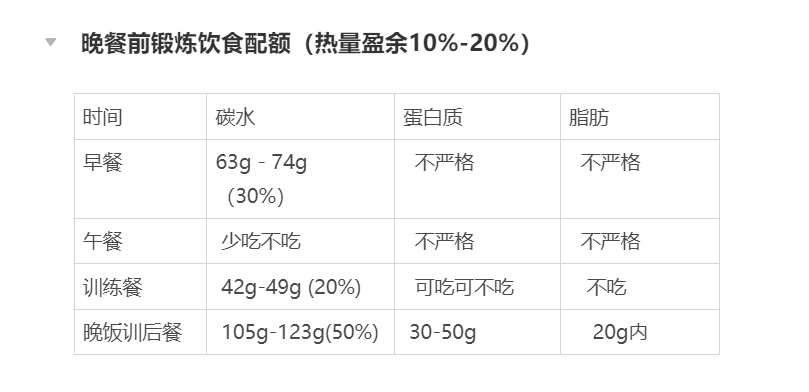 晚餐前锻炼饮食配额（热量盈余10%-20%）
时间 碳水 蛋白质 脂肪
早餐 63g - 74g 不严格 不严格
（30%）
午餐 少吃不吃 不严格 不严格
训练餐 42g-49g (20%) 可吃可不吃 不吃
晚饭训后餐 105g-123g(50%) 30-50g 20g内